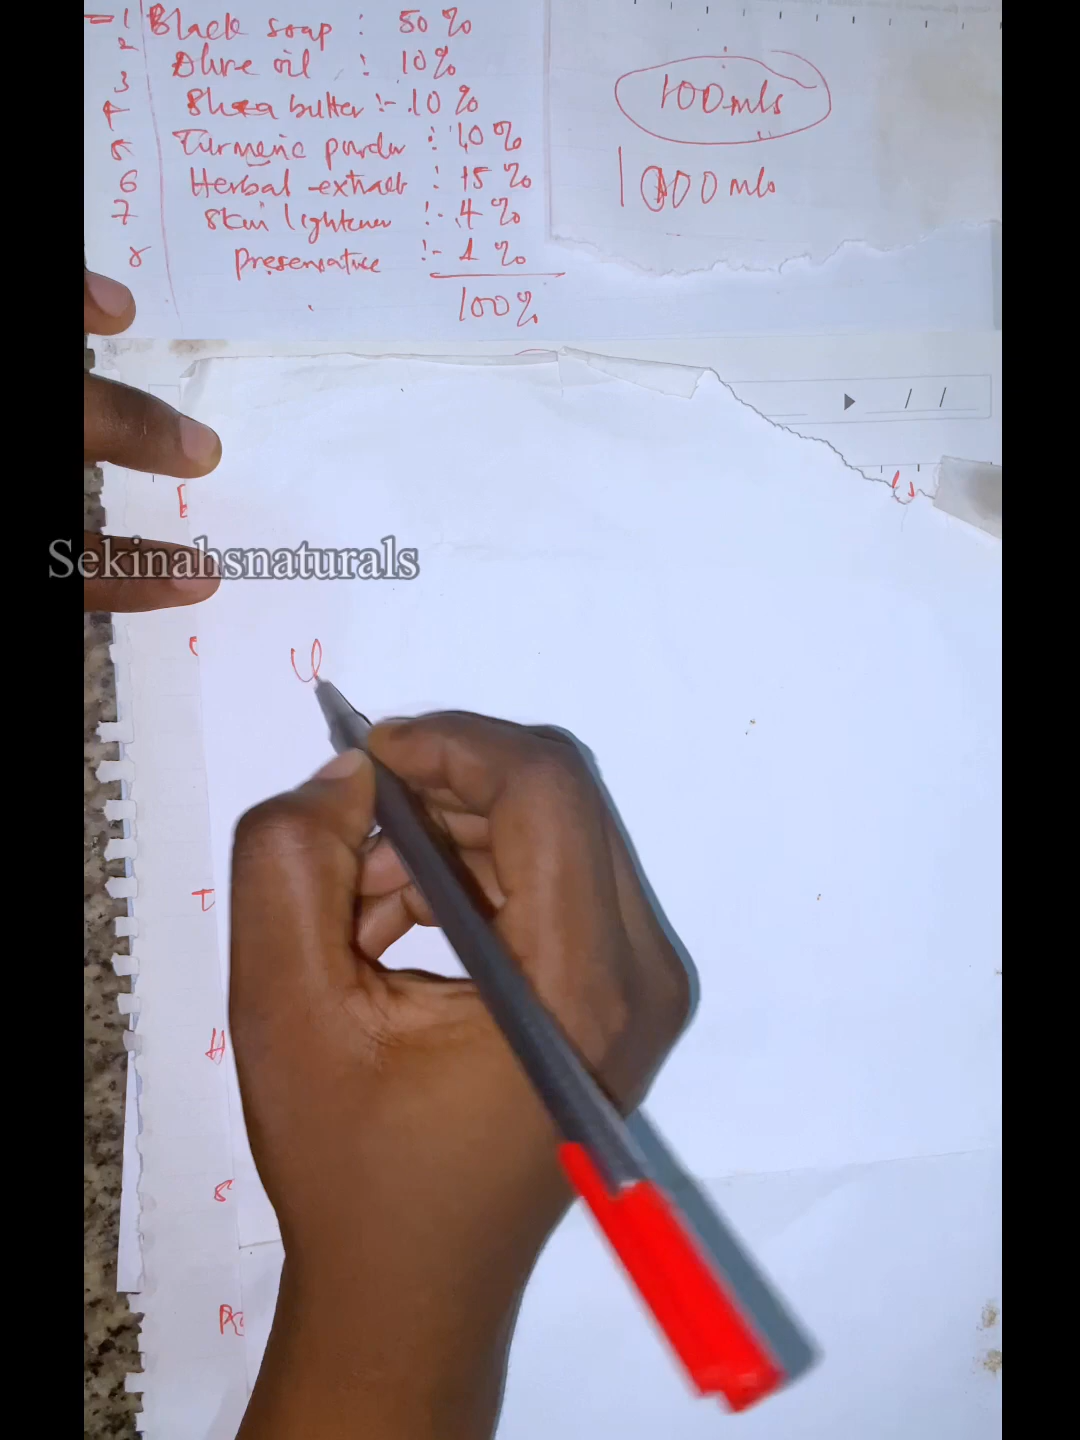 1 Black soap : 50%
2 Olive oil : 10%
3 Shea butter :- 10%
4 Turmeric powder : 10%
5 Herbal extract : 15%
6 Skin lightener :- 4%
7 preservative :- 1%
8
100%
100mls
1000mls
/ /
Sekinahsnaturals
T
H
S